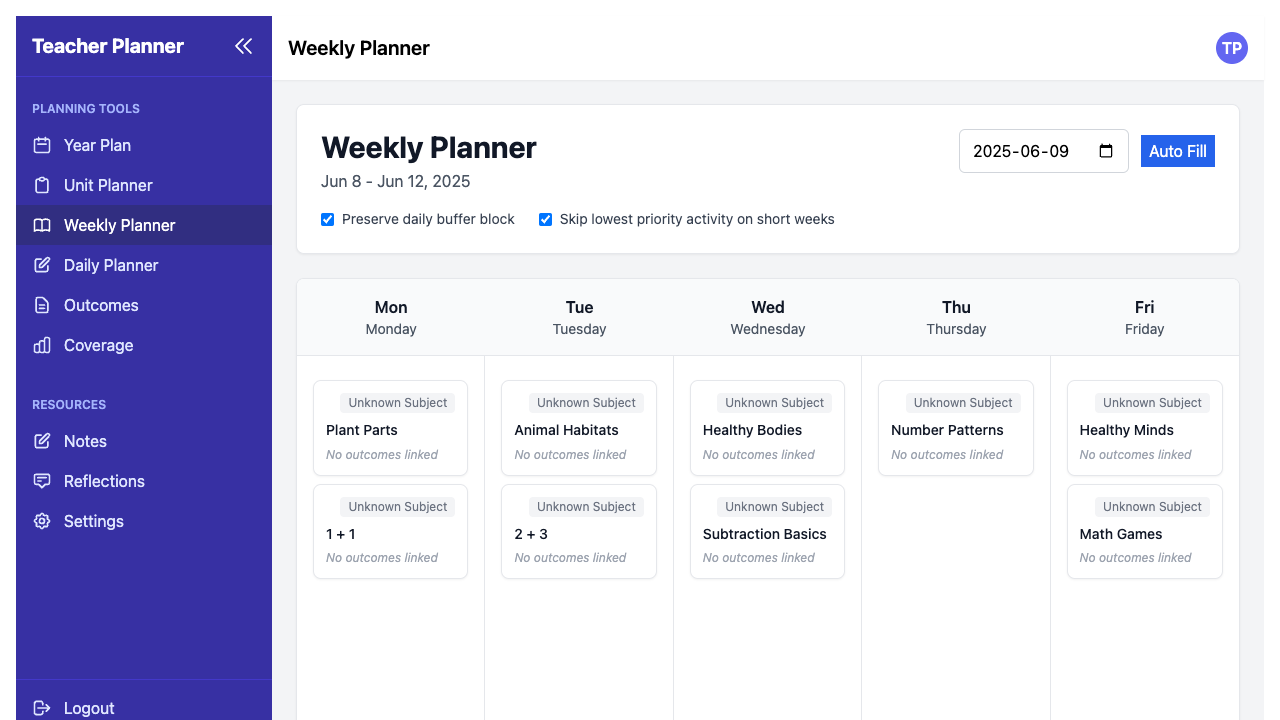 Teacher Planner
Weekly Planner
TP
PLANNING TOOLS
Year Plan
Unit Planner
Weekly Planner
Daily Planner
Outcomes
Coverage
RESOURCES
Notes
Reflections
Settings
Logout
Weekly Planner
Jun 8 - Jun 12, 2025
2025-06-09
Auto Fill
Preserve daily buffer block
Skip lowest priority activity on short weeks
Mon
Monday
Tue
Tuesday
Wed
Wednesday
Thu
Thursday
Fri
Friday
Unknown Subject
Plant Parts
No outcomes linked
Unknown Subject
1 + 1
No outcomes linked
Unknown Subject
Animal Habitats
No outcomes linked
Unknown Subject
2 + 3
No outcomes linked
Unknown Subject
Healthy Bodies
No outcomes linked
Unknown Subject
Subtraction Basics
No outcomes linked
Unknown Subject
Number Patterns
No outcomes linked
Unknown Subject
Healthy Minds
No outcomes linked
Unknown Subject
Math Games
No outcomes linked